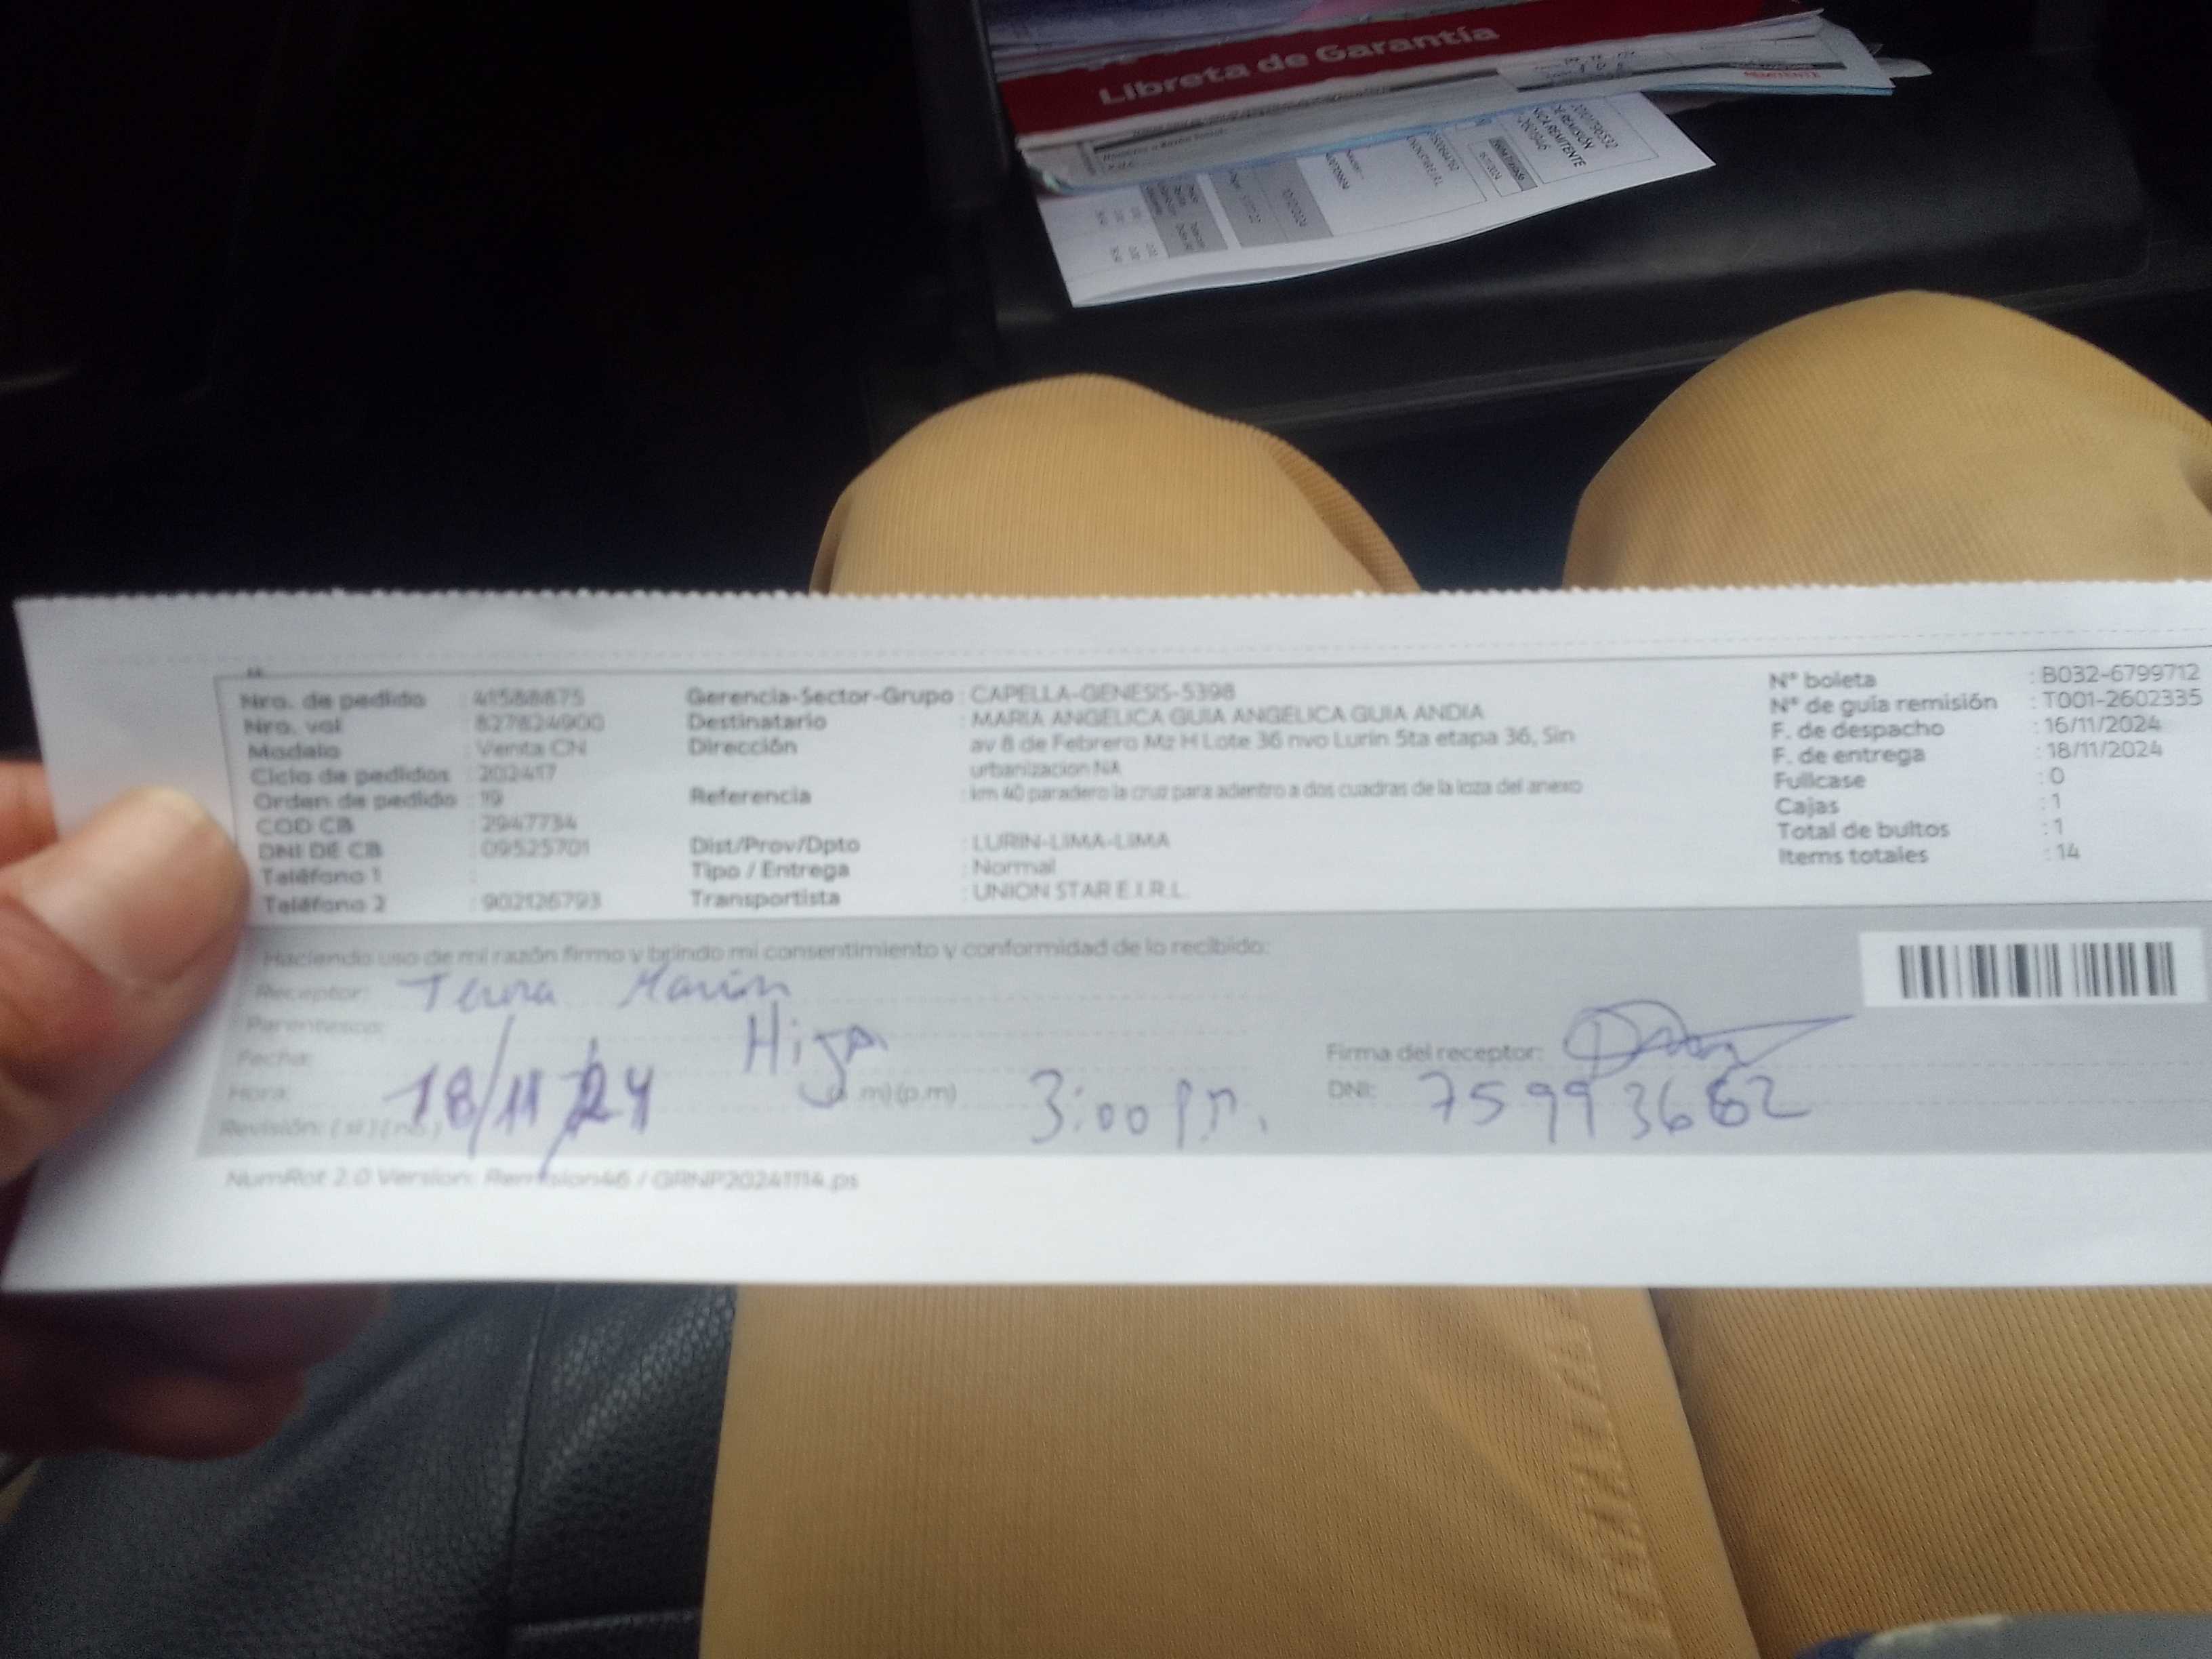 Libreta de Garantía
REMITENTE
DE REMISIÓN
Nro. de pedido : 41588875
Nro. val : 827824900
Modelo : Venta CN
Ciclo de pedidos : 202417
Orden de pedido : 19
COD CB : 2947734
DNI DE CB : 09525701
Teléfono 1 :
Teléfono 2 : 902126793
Gerencia-Sector-Grupo : CAPELLA-GENESIS-5398
Destinatario : MARIA ANGELICA GUIA ANGELICA GUIA ANDIA
Dirección av 8 de Febrero Mz H Lote 36 nvo Lurin 5ta etapa 36, Sin
urbanizacion NA
Referencia : km 40 paradero la cruz para adentro a dos cuadras de la loza del anexo
Dist/Prov/Dpto : LURIN-LIMA-LIMA
Tipo / Entrega : Normal
Transportista : UNION STAR E.I.R.L.
N° boleta : B032-6799712
N° de guía remisión : T001-2602335
F. de despacho : 16/11/2024
F. de entrega : 18/11/2024
Fullcase : 0
Cajas : 1
Total de bultos : 1
Items totales : 14
Haciendo uso de mi razón firmo y brindo mi consentimiento y conformidad de lo recibido:
Receptor: Marin
Parentesco: Hija
Fecha: 18/11/24
Hora: (a.m)(p.m) 3:00 p.m.
Revisión: (si) (no)
Firma del receptor:
DNI: 75993662
NumRot 2.0 Version: Remision46 / GRNP20241114.ps